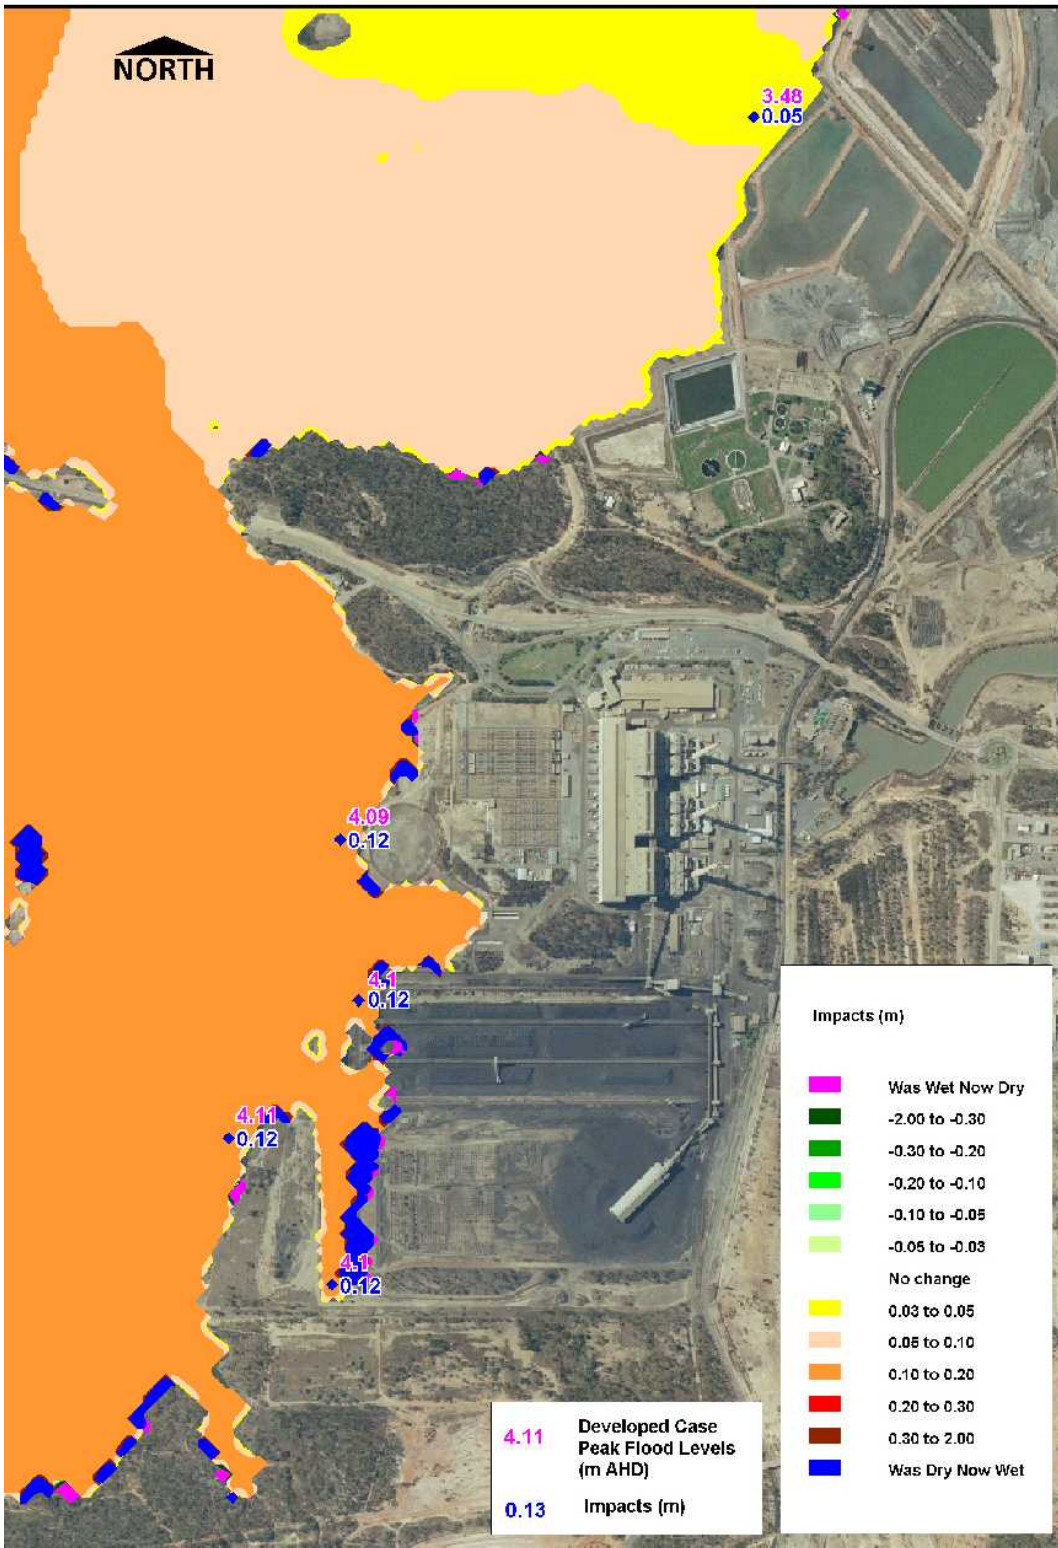 NORTH
3.48
0.05
4.09
0.12
4.1
0.12
4.11
0.12
4.1
0.12
Impacts (m)
Was Wet Now Dry
-2.00 to -0.30
-0.30 to -0.20
-0.20 to -0.10
-0.10 to -0.05
-0.05 to -0.03
No change
0.03 to 0.05
0.05 to 0.10
0.10 to 0.20
0.20 to 0.30
0.30 to 2.00
Was Dry Now Wet
4.11 Developed Case
Peak Flood Levels
(m AHD)
0.13 Impacts (m)